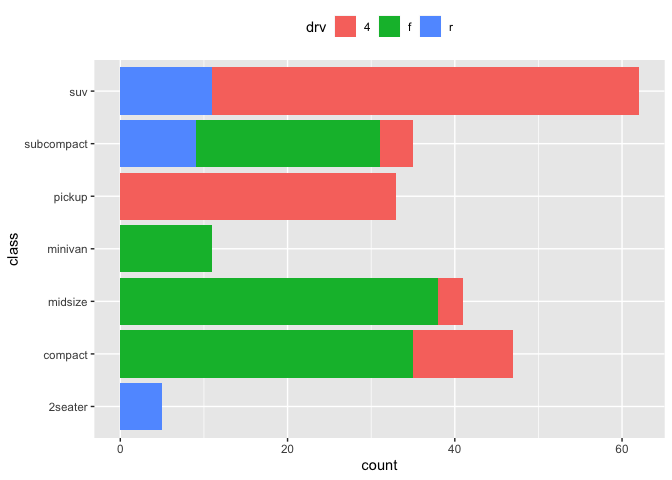 drv 4 f r
suv
subcompact
pickup
minivan
midsize
compact
2seater
class
0 20 40 60
count